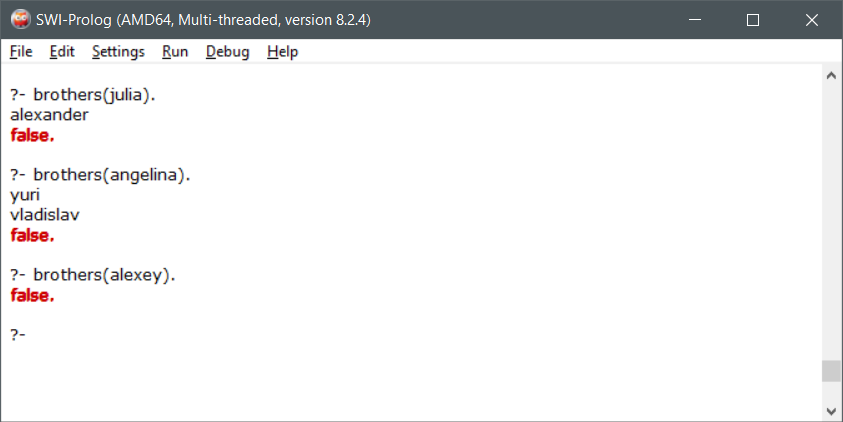 SWI-Prolog (AMD64, Multi-threaded, version 8.2.4)
File Edit Settings Run Debug Help
?- brothers(julia).
alexander
false.
?- brothers(angelina).
yuri
vladislav
false.
?- brothers(alexey).
false.
?-